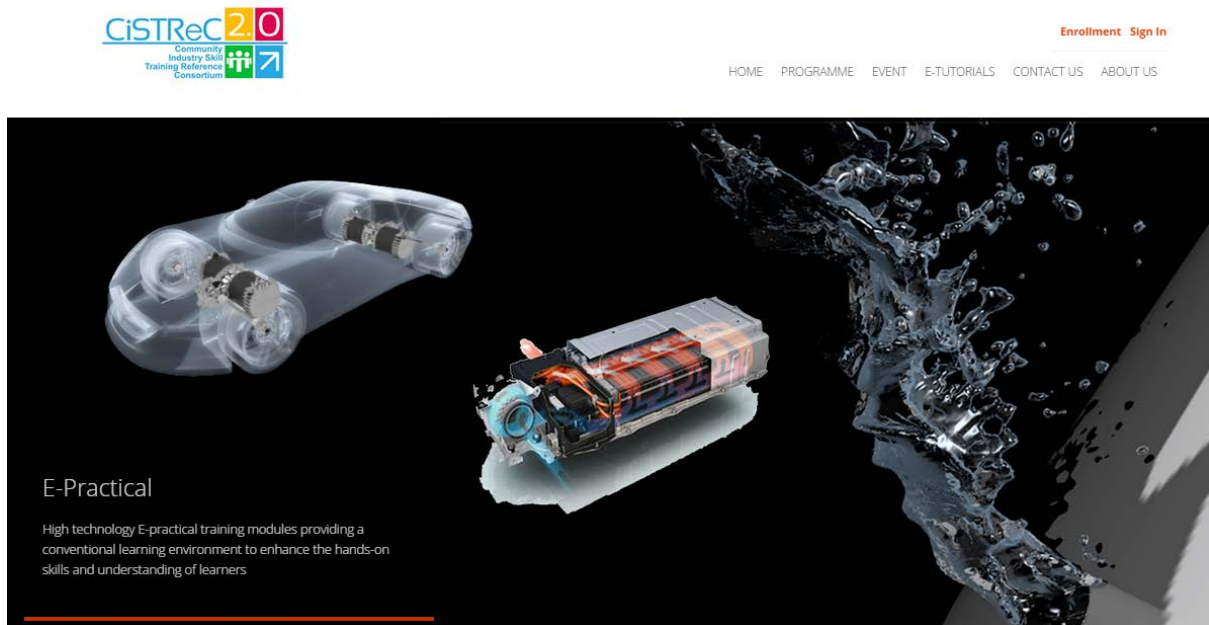 CiSTReC 2.0
Community
Industry Skill
Training Reference
Consortium
Enrollment Sign In
HOME PROGRAMME EVENT E-TUTORIALS CONTACT US ABOUT US
E-Practical
High technology E-practical training modules providing a
conventional learning environment to enhance the hands-on
skills and understanding of learners